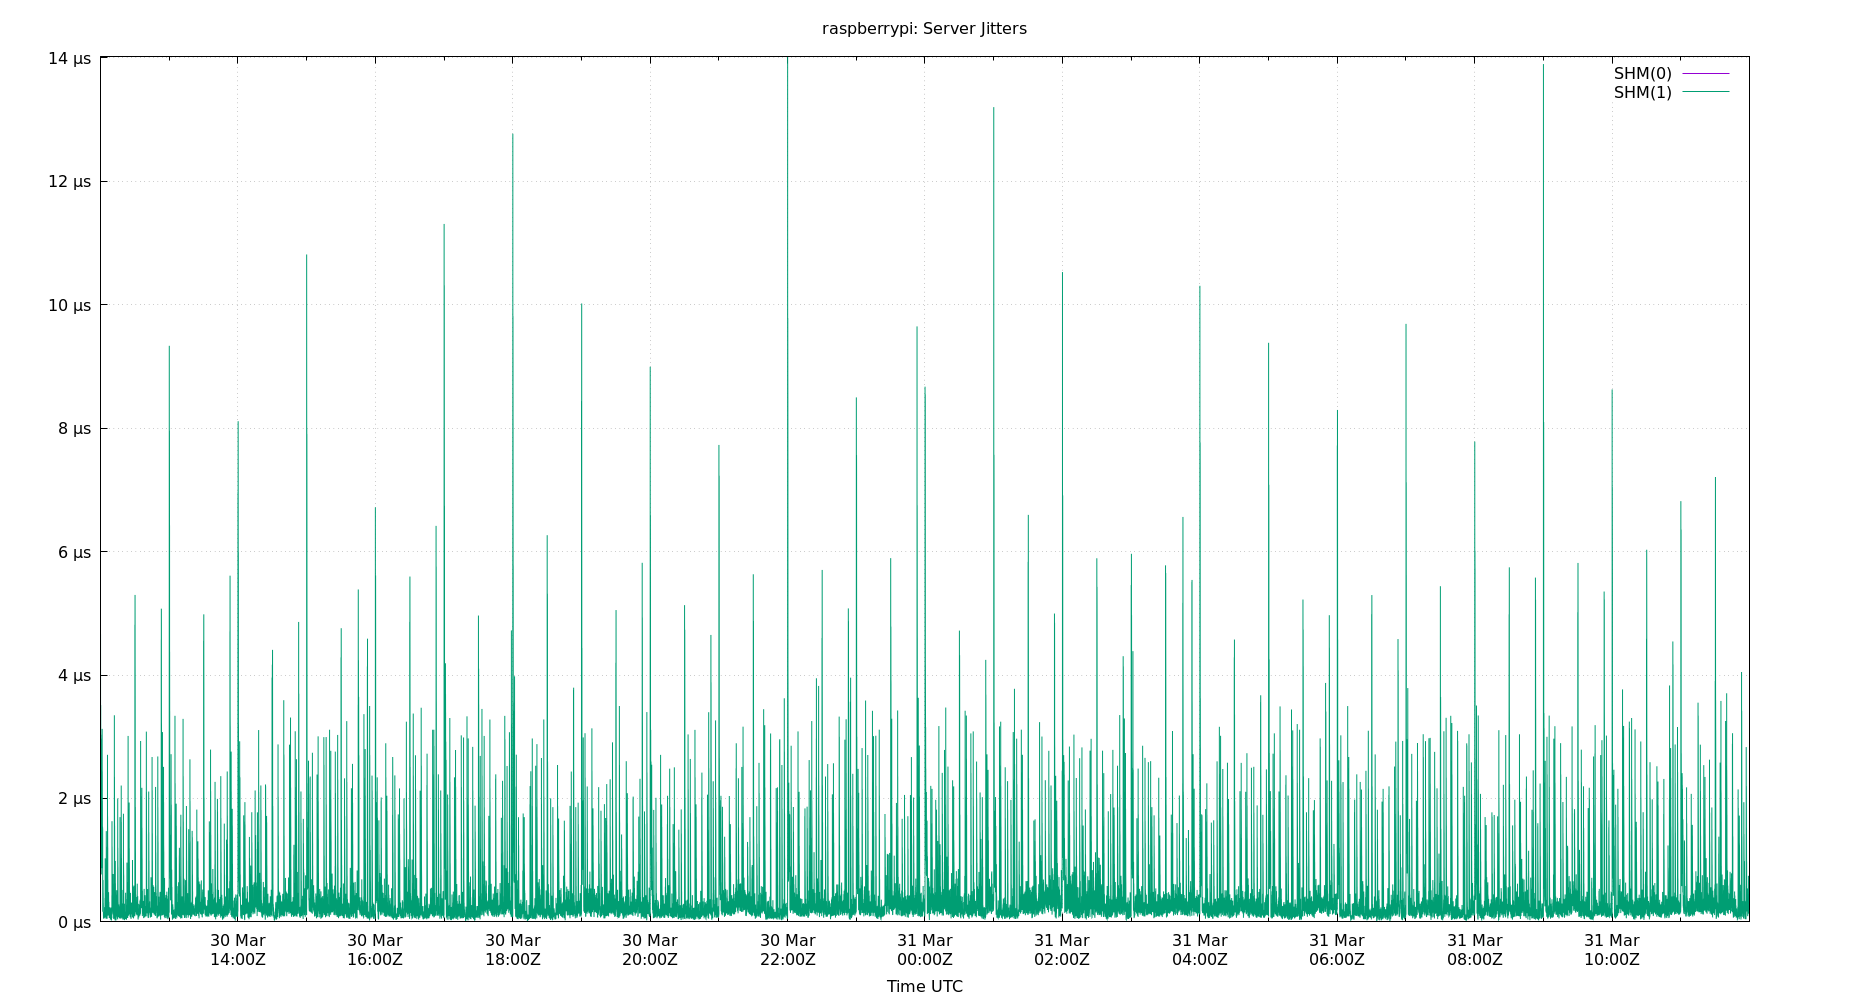 raspberrypi: Server Jitters
14 µs
12 µs
10 µs
8 µs
6 µs
4 µs
2 µs
0 µs
SHM(0)
SHM(1)
30 Mar
14:00Z
30 Mar
16:00Z
30 Mar
18:00Z
30 Mar
20:00Z
30 Mar
22:00Z
31 Mar
00:00Z
31 Mar
02:00Z
31 Mar
04:00Z
31 Mar
06:00Z
31 Mar
08:00Z
31 Mar
10:00Z
Time UTC